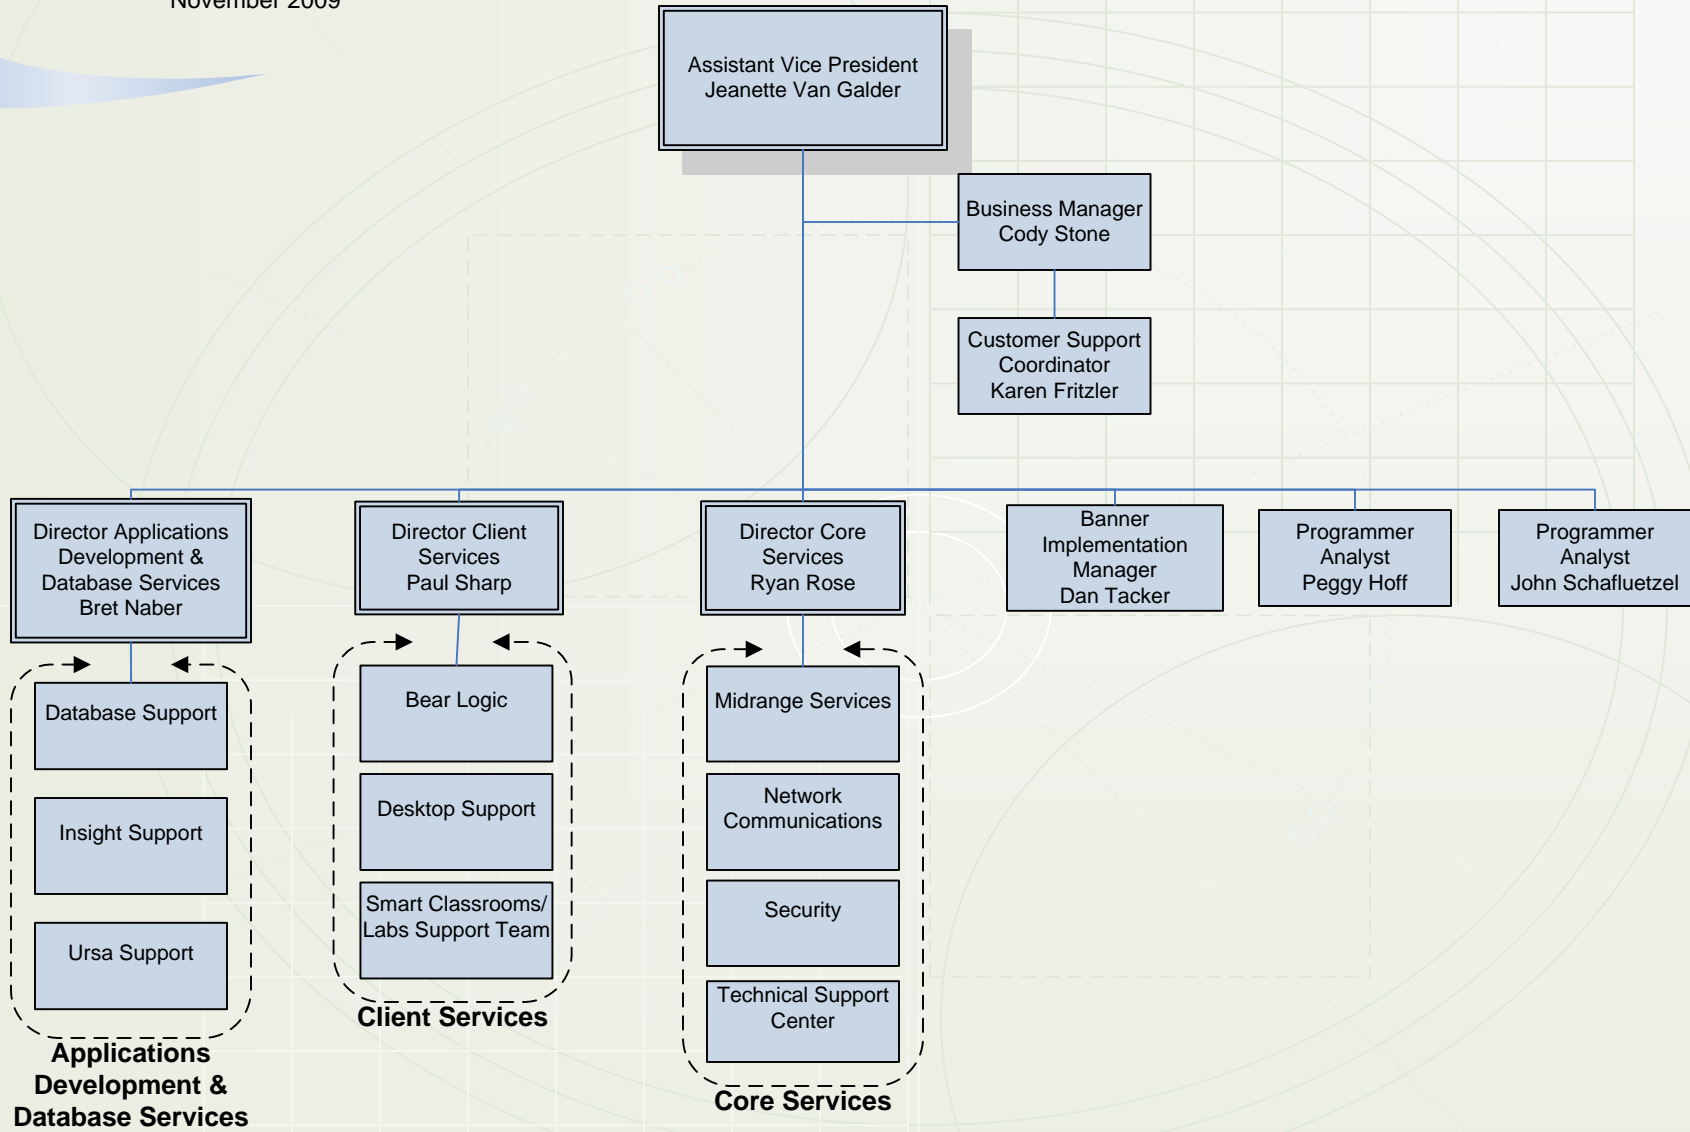 November 2009
Assistant Vice President
Jeanette Van Galder
Business Manager
Cody Stone
Customer Support
Coordinator
Karen Fritzler
Director Applications
Development &
Database Services
Bret Naber
Director Client
Services
Paul Sharp
Director Core
Services
Ryan Rose
Banner
Implementation
Manager
Dan Tacker
Programmer
Analyst
Peggy Hoff
Programmer
Analyst
John Schafluetzel
Database Support
Insight Support
Ursa Support
Applications
Development &
Database Services
Bear Logic
Desktop Support
Smart Classrooms/
Labs Support Team
Client Services
Midrange Services
Network
Communications
Security
Technical Support
Center
Core Services